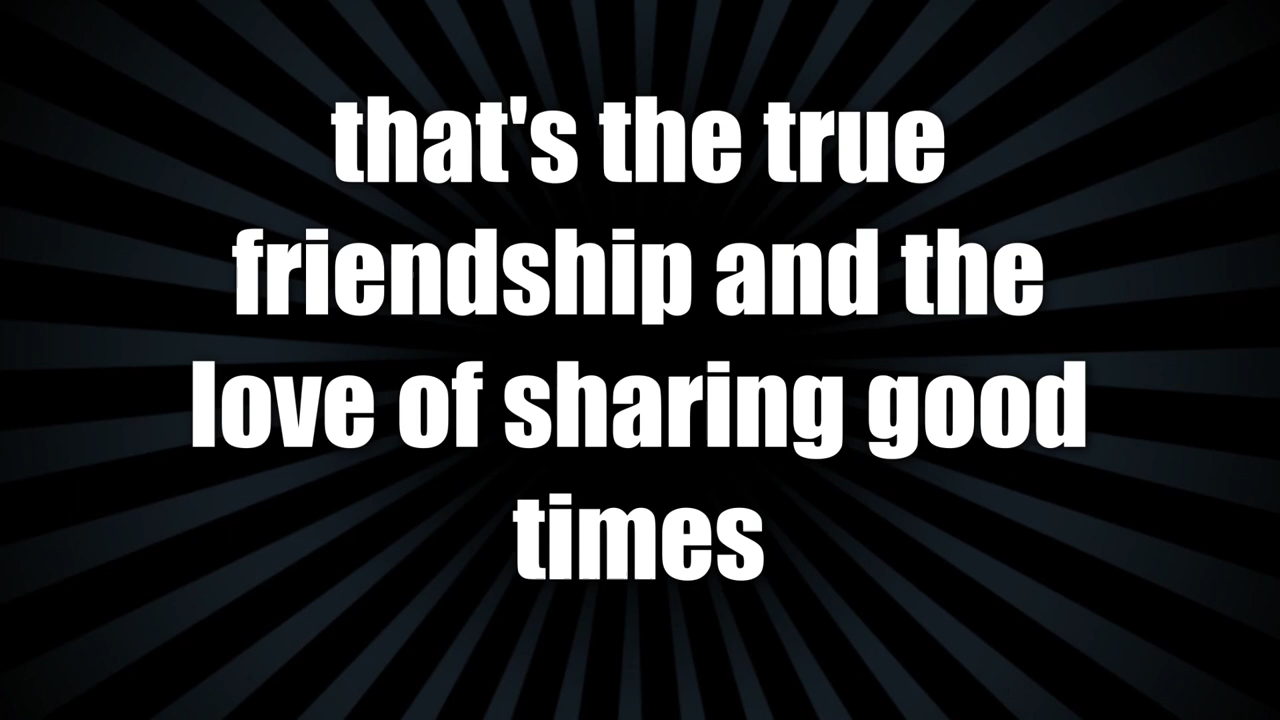 that's the true
friendship and the
love of sharing good
times